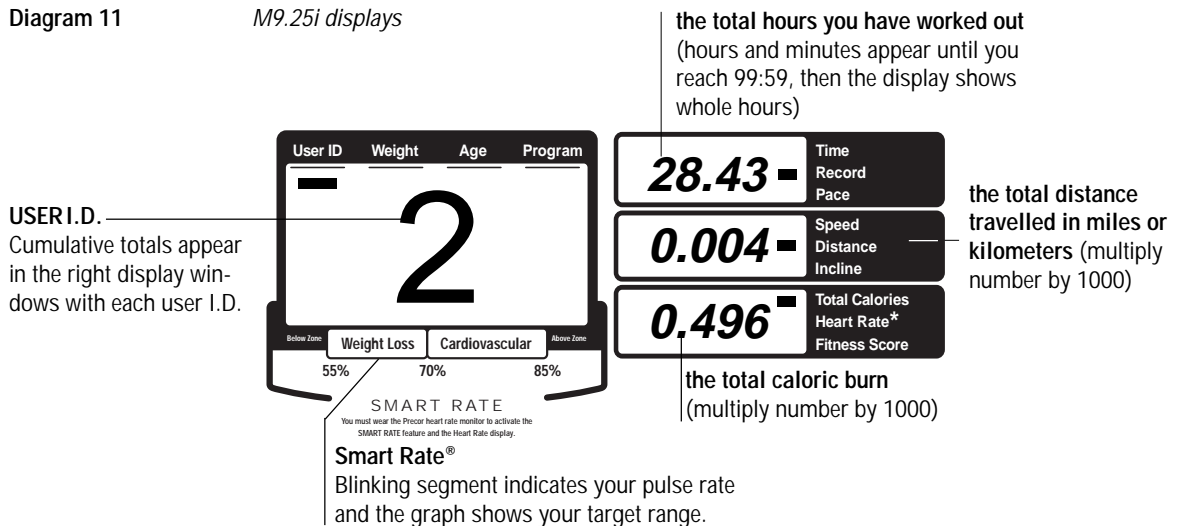 Diagram 11
M9.25i displays
the total hours you have worked out
(hours and minutes appear until you
reach 99:59, then the display shows
whole hours)
User ID Weight Age Program
2
USER I.D.
Cumulative totals appear
in the right display win-
dows with each user I.D.
28.43
Time
Record
Pace
0.004
Speed
Distance
Incline
0.496
Total Calories
Heart Rate*
Fitness Score
the total distance
travelled in miles or
kilometers (multiply
number by 1000)
Below Zone Weight Loss Cardiovascular Above Zone
55% 70% 85%
SMART RATE
You must wear the Precor heart rate monitor to activate the
SMART RATE feature and the Heart Rate display.
the total caloric burn
(multiply number by 1000)
Smart Rate®
Blinking segment indicates your pulse rate
and the graph shows your target range.